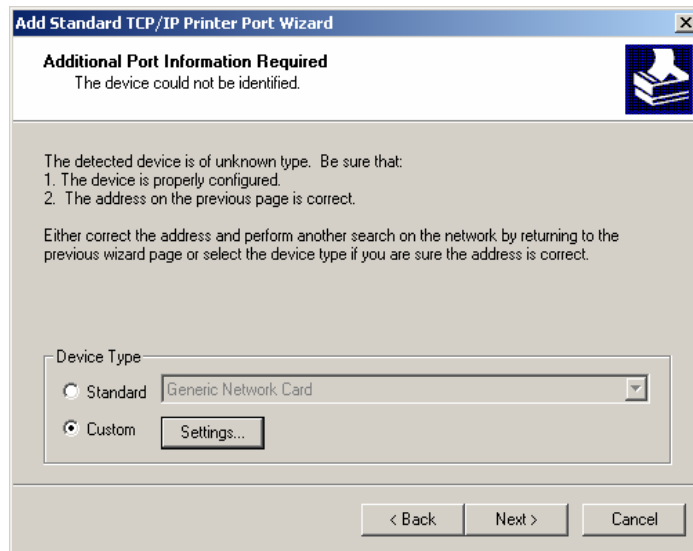 Add Standard TCP/IP Printer Port Wizard
Additional Port Information Required
The device could not be identified.
The detected device is of unknown type. Be sure that:
1. The device is properly configured.
2. The address on the previous page is correct.
Either correct the address and perform another search on the network by returning to the
previous wizard page or select the device type if you are sure the address is correct.
Device Type
Standard Generic Network Card
Custom Settings...
< Back Next > Cancel